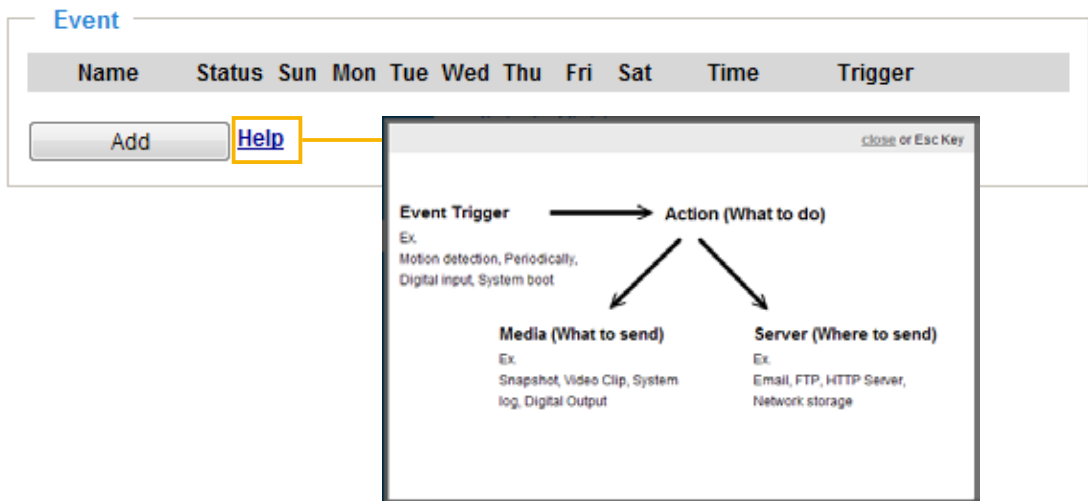 Event
Name Status Sun Mon Tue Wed Thu Fri Sat Time Trigger
Add Help
close or Esc Key
Event Trigger
Ex.
Motion detection, Periodically,
Digital input, System boot
Action (What to do)
Media (What to send)
Ex.
Snapshot, Video Clip, System
log, Digital Output
Server (Where to send)
Ex.
Email, FTP, HTTP Server,
Network storage